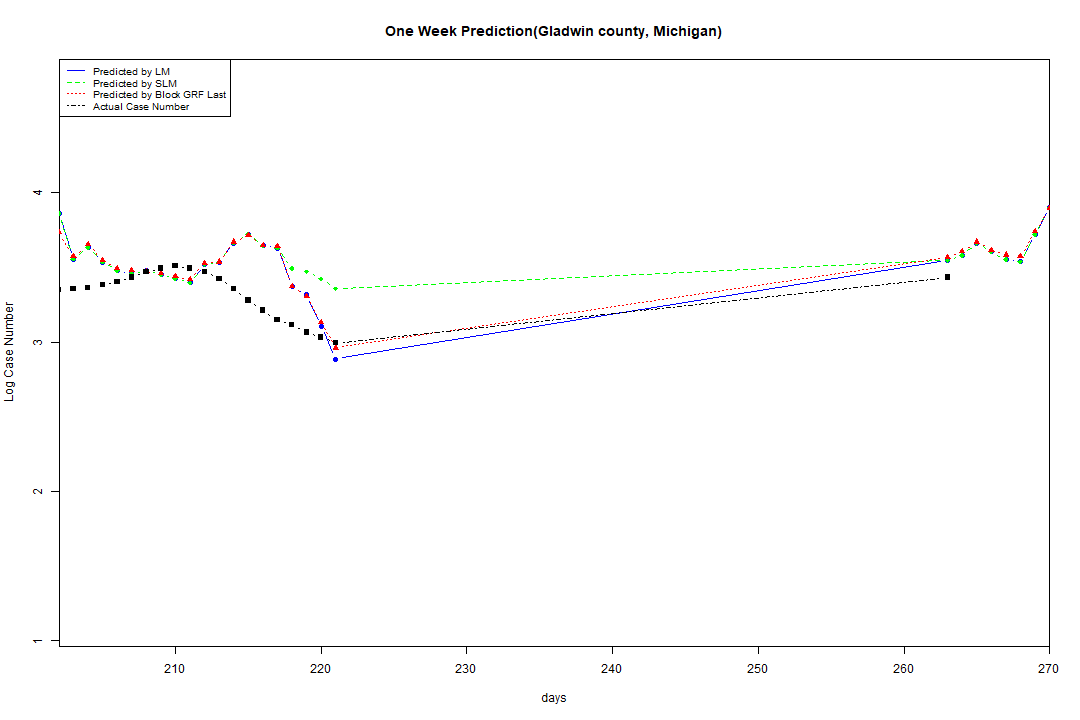 One Week Prediction(Gladwin county, Michigan)
Predicted by LM
Predicted by SLM
Predicted by Block GRF Last
Actual Case Number
4
3
2
1
Log Case Number
210 220 230 240 250 260 270
days